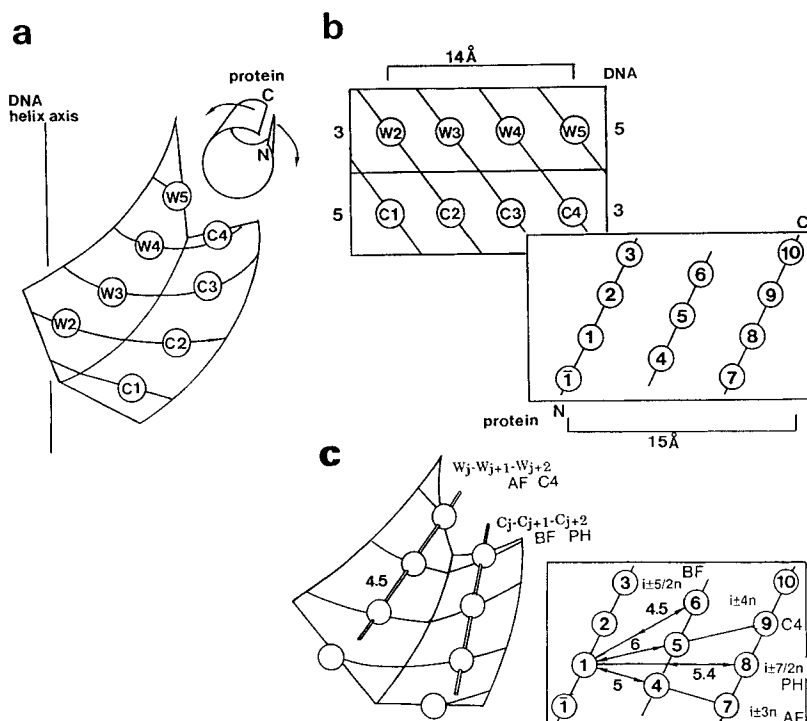 a
DNA
helix axis
protein
C
N
W5
W4
C4
W3
C3
W2
C2
C1
b
14Å
DNA
3
W2
W3
W4
W5
5
5
C1
C2
C3
C4
3
C
3
6
10
2
5
9
1
4
8
1̄
7
N
protein
15Å
c
Wj-Wj+1-Wj+2
AF C4
Cj-Cj+1-Cj+2
BF PH
4.5
BF
3
i±5/2n
6
i±4n
10
4.5
2
9
C4
6
5
1
8
i±7/2n
5.4
PH
5
4
1̄
7
i±3n
AF